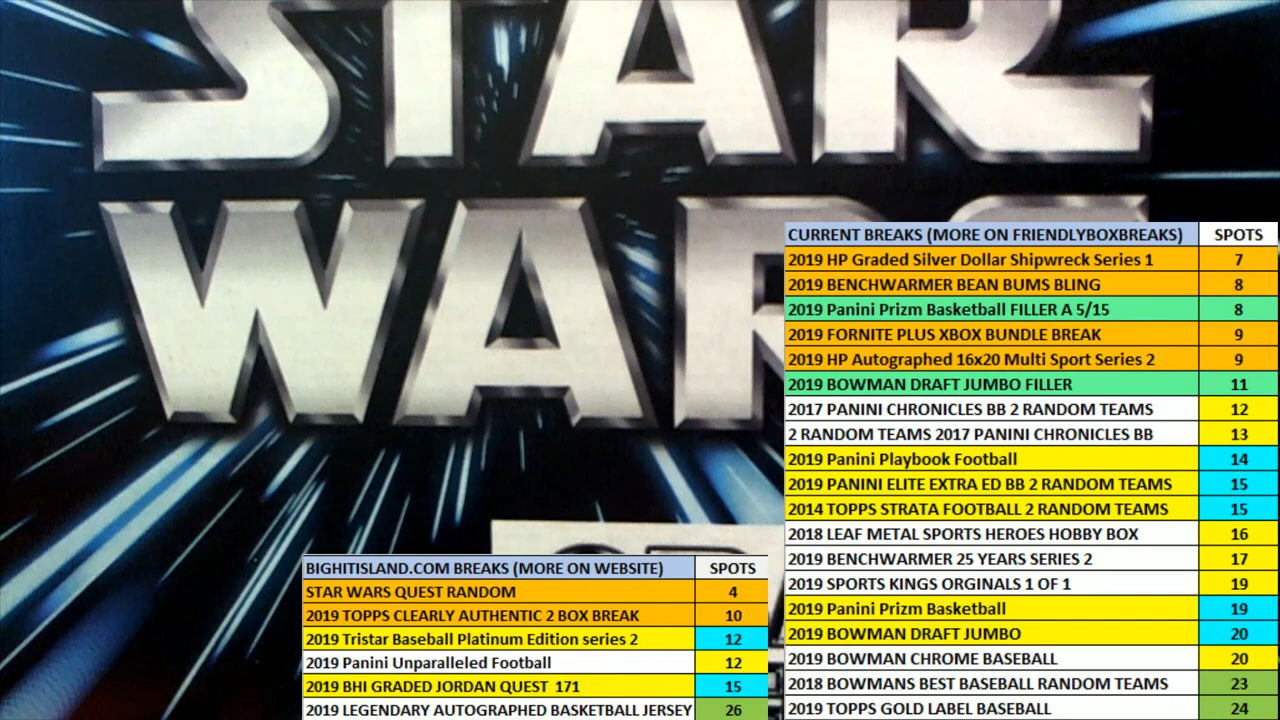 STAR
WARS
CURRENT BREAKS (MORE ON FRIENDLYBOXBREAKS) SPOTS
2019 HP Graded Silver Dollar Shipwreck Series 1 7
2019 BENCHWARMER BEAN BUMS BLING 8
2019 Panini Prizm Basketball FILLER A 5/15 8
2019 FORNITE PLUS XBOX BUNDLE BREAK 9
2019 HP Autographed 16x20 Multi Sport Series 2 9
2019 BOWMAN DRAFT JUMBO FILLER 11
2017 PANINI CHRONICLES BB 2 RANDOM TEAMS 12
2 RANDOM TEAMS 2017 PANINI CHRONICLES BB 13
2019 Panini Playbook Football 14
2019 PANINI ELITE EXTRA ED BB 2 RANDOM TEAMS 15
2014 TOPPS STRATA FOOTBALL 2 RANDOM TEAMS 15
2018 LEAF METAL SPORTS HEROES HOBBY BOX 16
2019 BENCHWARMER 25 YEARS SERIES 2 17
2019 SPORTS KINGS ORGINALS 1 OF 1 19
2019 Panini Prizm Basketball 19
2019 BOWMAN DRAFT JUMBO 20
2019 BOWMAN CHROME BASEBALL 20
2018 BOWMANS BEST BASEBALL RANDOM TEAMS 23
2019 TOPPS GOLD LABEL BASEBALL 24
BIGHITISLAND.COM BREAKS (MORE ON WEBSITE) SPOTS
STAR WARS QUEST RANDOM 4
2019 TOPPS CLEARLY AUTHENTIC 2 BOX BREAK 10
2019 Tristar Baseball Platinum Edition series 2 12
2019 Panini Unparalleled Football 12
2019 BHI GRADED JORDAN QUEST 171 15
2019 LEGENDARY AUTOGRAPHED BASKETBALL JERSEY 26